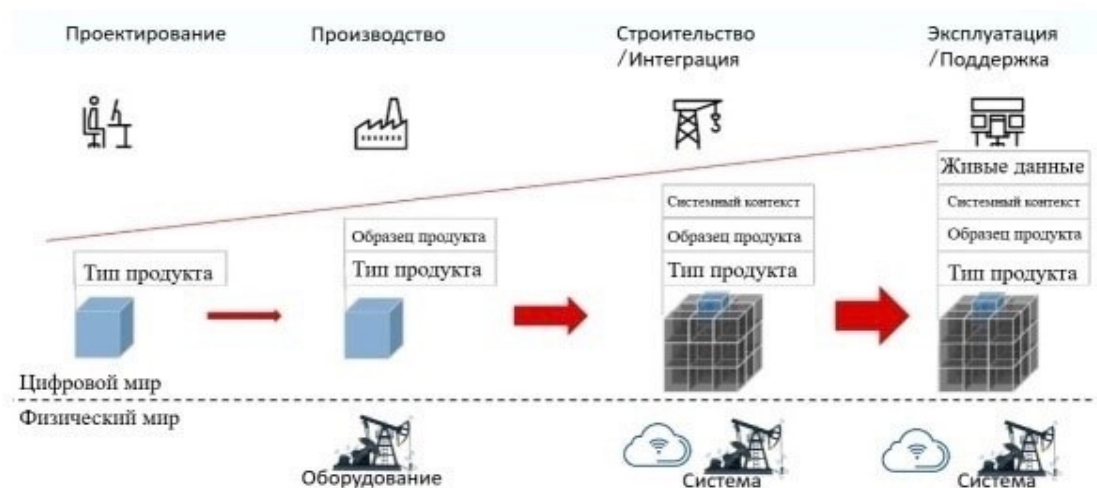 Проектирование
Производство
Строительство
/Интеграция
Эксплуатация
/Поддержка
Живые данные
Системный контекст
Системный контекст
Образец продукта
Образец продукта
Образец продукта
Тип продукта
Тип продукта
Тип продукта
Тип продукта
Цифровой мир
Физический мир
Оборудование
Система
Система